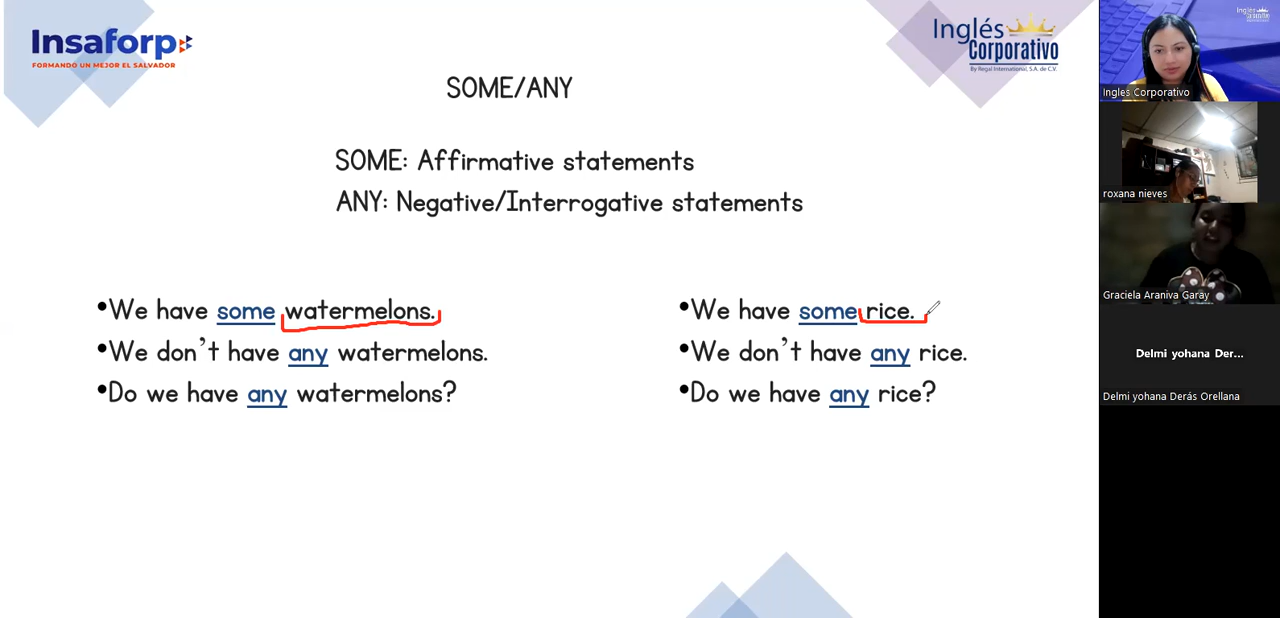 Insaforp
FORMANDO UN MEJOR EL SALVADOR
Inglés
Corporativo
By Regal International, S.A. de C.V.
SOME/ANY
SOME: Affirmative statements
ANY: Negative/Interrogative statements
•We have some watermelons.
•We don't have any watermelons.
•Do we have any watermelons?
•We have some rice.
•We don't have any rice.
•Do we have any rice?
Inglés
Ingles Corporativo
roxana nieves
Graciela Araniva Garay
Delmi yohana Der...
Delmi yohana Derás Orellana